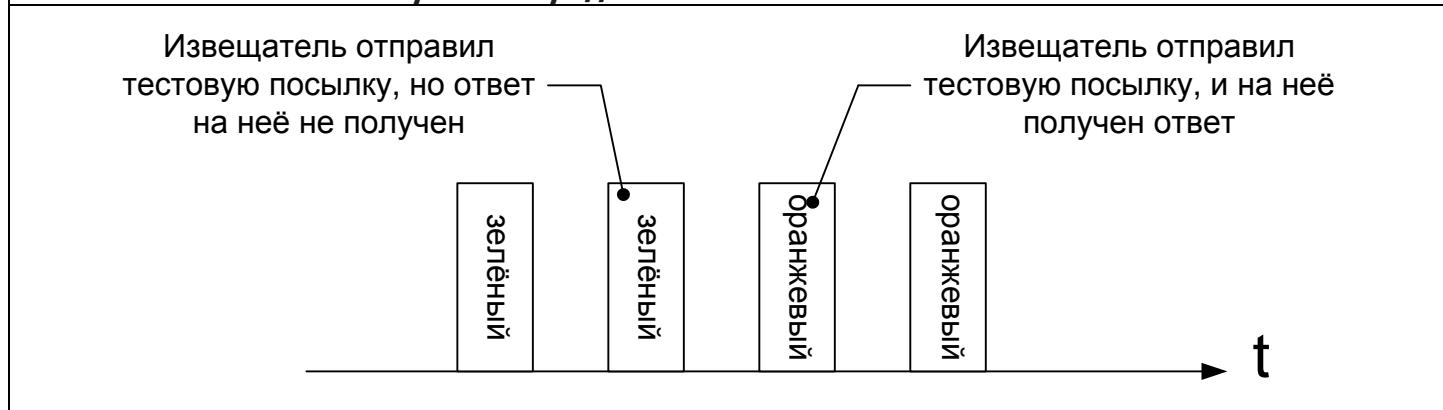 Извещатель отправил
тестовую посылку, но ответ
на неё не получен
Извещатель отправил
тестовую посылку, и на неё
получен ответ
зелёный
зелёный
оранжевый
оранжевый
t